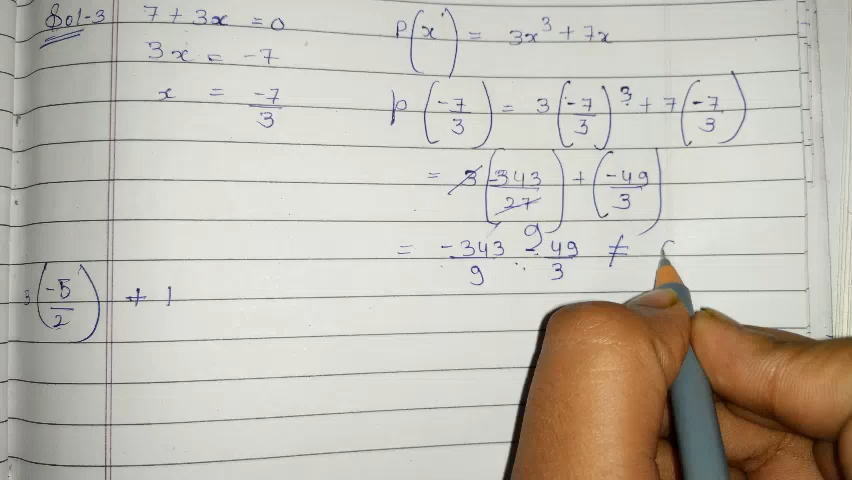 Sol-3 7 + 3x = 0
3x = -7
x = -7/3
p(x) = 3x³ + 7x
p(-7/3) = 3(-7/3)³ + 7(-7/3)
= 3(-343/27) + (-49/3)
9
= -343/9 - 49/3 ≠
3(-5/2) + 1